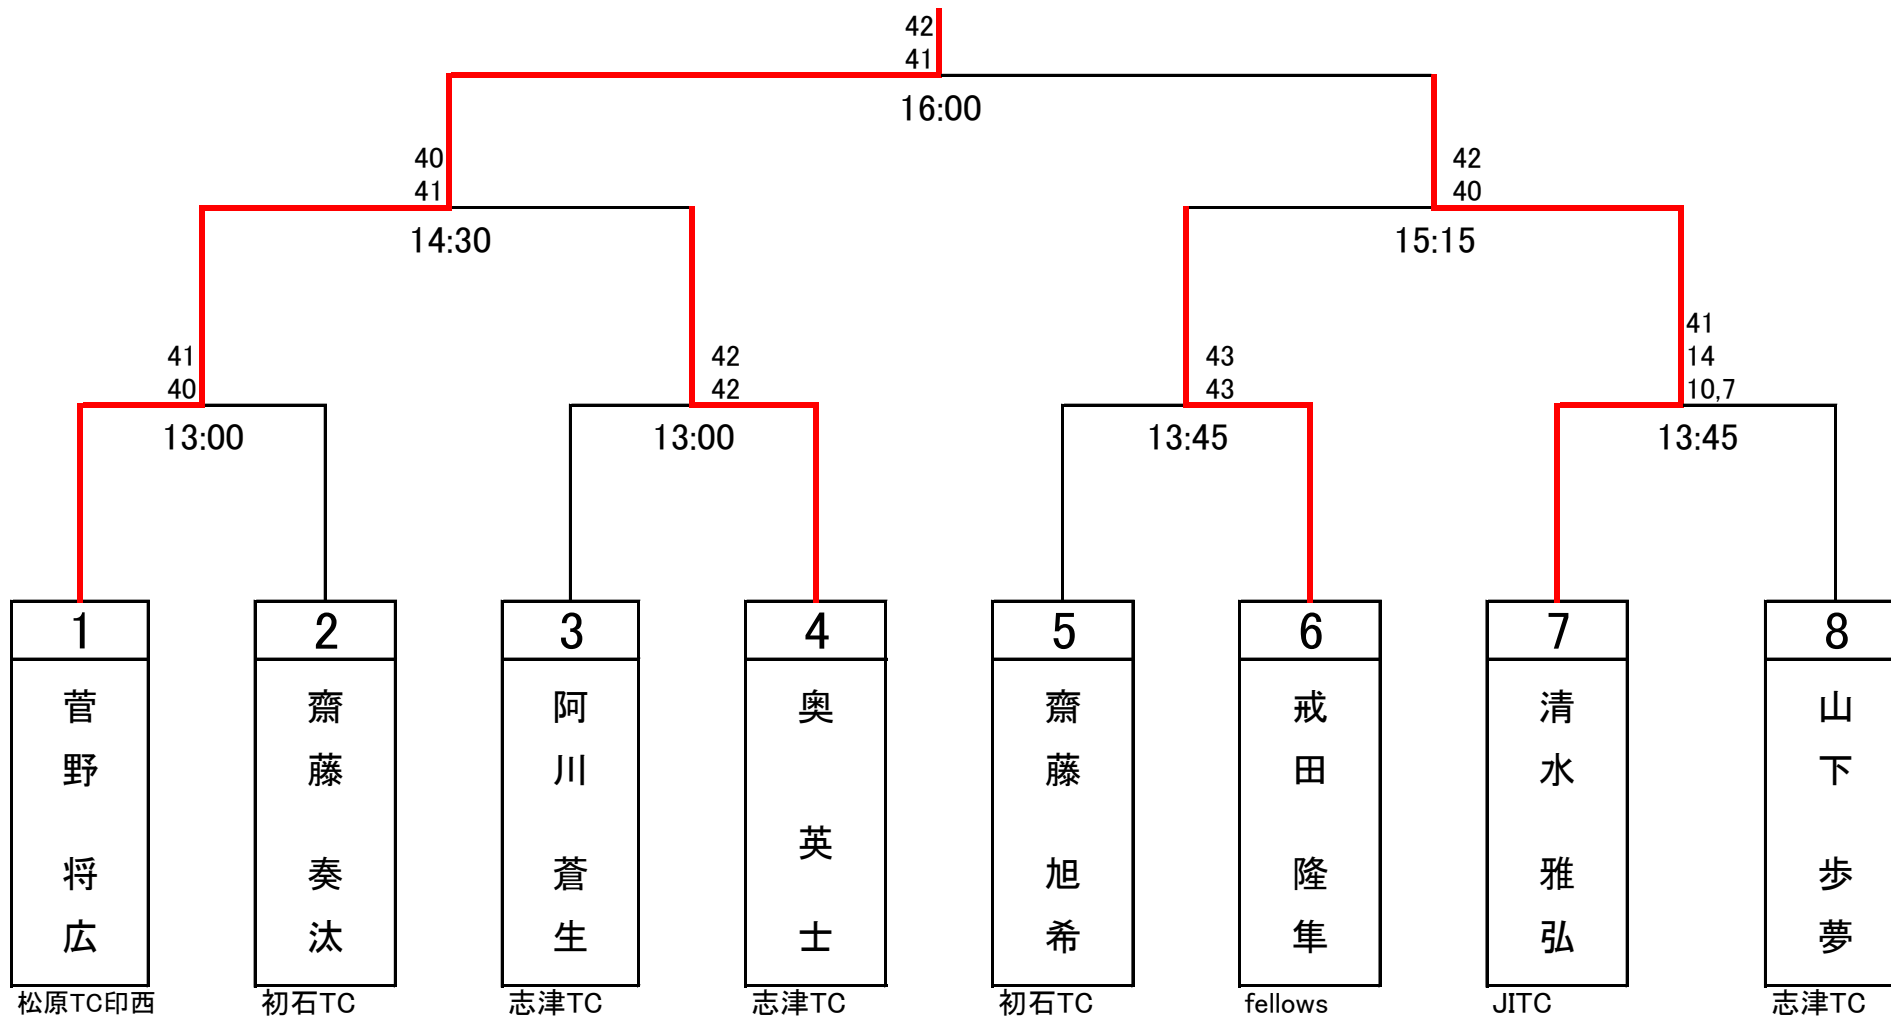 42
41
16:00
40
41
14:30
42
40
15:15
41
40
13:00
42
42
13:00
43
43
13:45
41
14
10,7
13:45
1
菅野 将広
松原TC印西
2
齋藤 奏汰
初石TC
3
阿川 蒼生
志津TC
4
奥 英士
志津TC
5
齋藤 旭希
初石TC
6
戒田 隆隼
fellows
7
清水 雅弘
JITC
8
山下 歩夢
志津TC